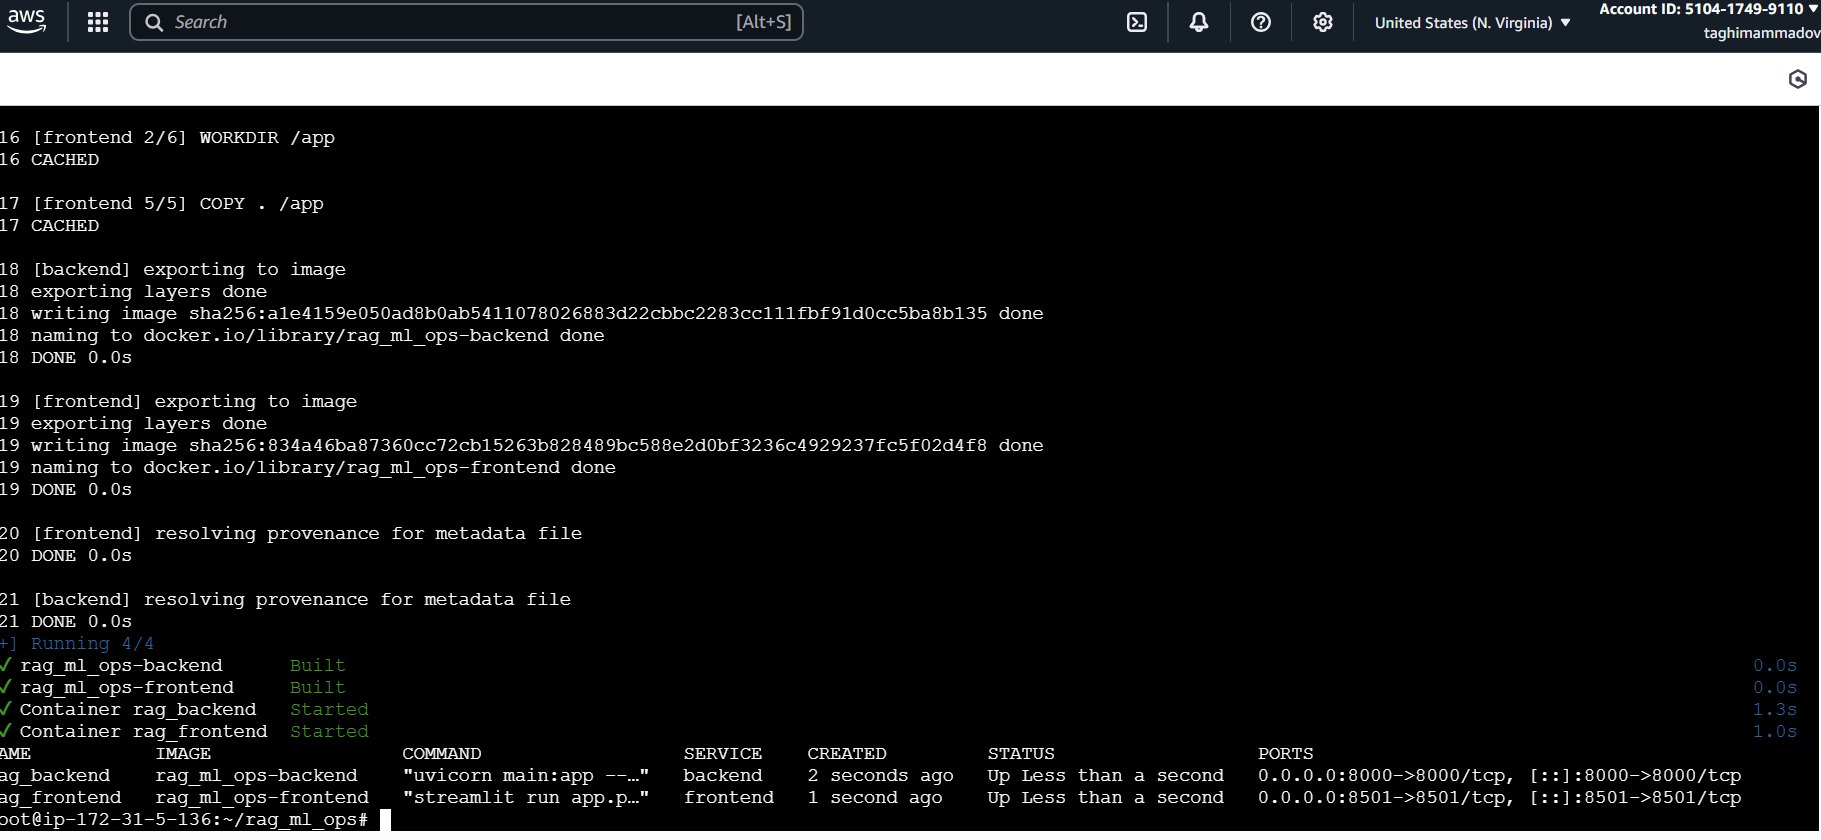 aws
Search [Alt+S]
United States (N. Virginia)
Account ID: 5104-1749-9110
taghimammadov
16 [frontend 2/6] WORKDIR /app
16 CACHED
17 [frontend 5/5] COPY . /app
17 CACHED
18 [backend] exporting to image
18 exporting layers done
18 writing image sha256:a1e4159e050ad8b0ab5411078026883d22cbbc2283cc111fbf91d0cc5ba8b135 done
18 naming to docker.io/library/rag_ml_ops-backend done
18 DONE 0.0s
19 [frontend] exporting to image
19 exporting layers done
19 writing image sha256:834a46ba87360cc72cb15263b828489bc588e2d0bf3236c4929237fc5f02d4f8 done
19 naming to docker.io/library/rag_ml_ops-frontend done
19 DONE 0.0s
20 [frontend] resolving provenance for metadata file
20 DONE 0.0s
21 [backend] resolving provenance for metadata file
21 DONE 0.0s
+] Running 4/4
✓ rag_ml_ops-backend Built 0.0s
✓ rag_ml_ops-frontend Built 0.0s
✓ Container rag_backend Started 1.3s
✓ Container rag_frontend Started 1.0s
AME IMAGE COMMAND SERVICE CREATED STATUS PORTS
ag_backend rag_ml_ops-backend "uvicorn main:app --…" backend 2 seconds ago Up Less than a second 0.0.0.0:8000->8000/tcp, [::]:8000->8000/tcp
ag_frontend rag_ml_ops-frontend "streamlit run app.p…" frontend 1 second ago Up Less than a second 0.0.0.0:8501->8501/tcp, [::]:8501->8501/tcp
oot@ip-172-31-5-136:~/rag_ml_ops#